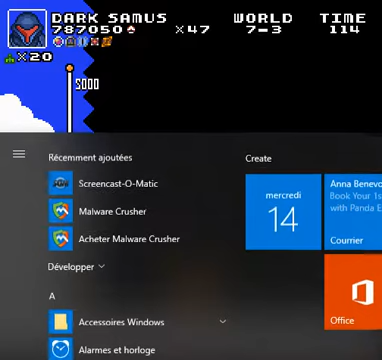 DARK SAMUS WORLD TIME
787050 ×47 7-3 114
×20
5000
Récemment ajoutées Create
Screencast-O-Matic
Malware Crusher
Acheter Malware Crusher
Développer
mercredi
14
Anna Benevo
Book Your 1s
with Panda E
Courrier
Office
A
Accessoires Windows
Alarmes et horloge